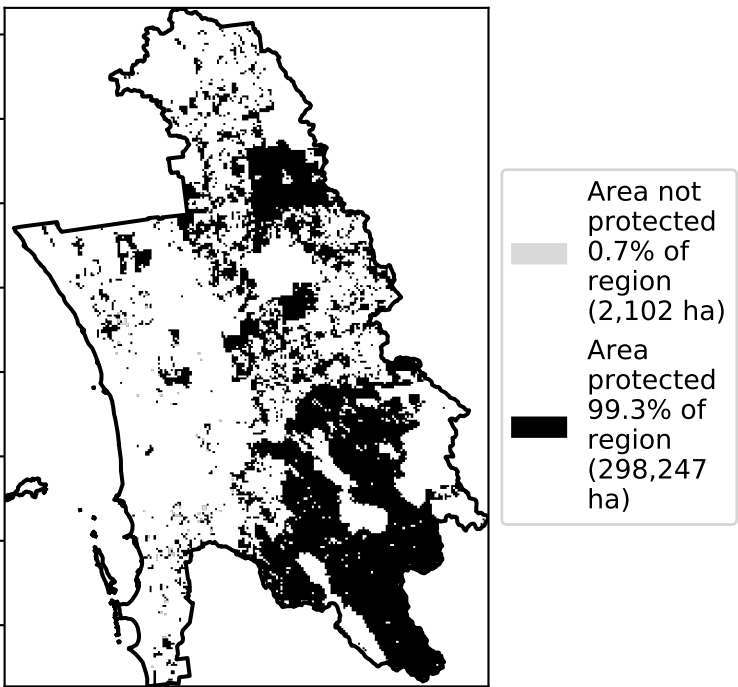 Area not
protected
0.7% of
region
(2,102 ha)
Area
protected
99.3% of
region
(298,247
ha)